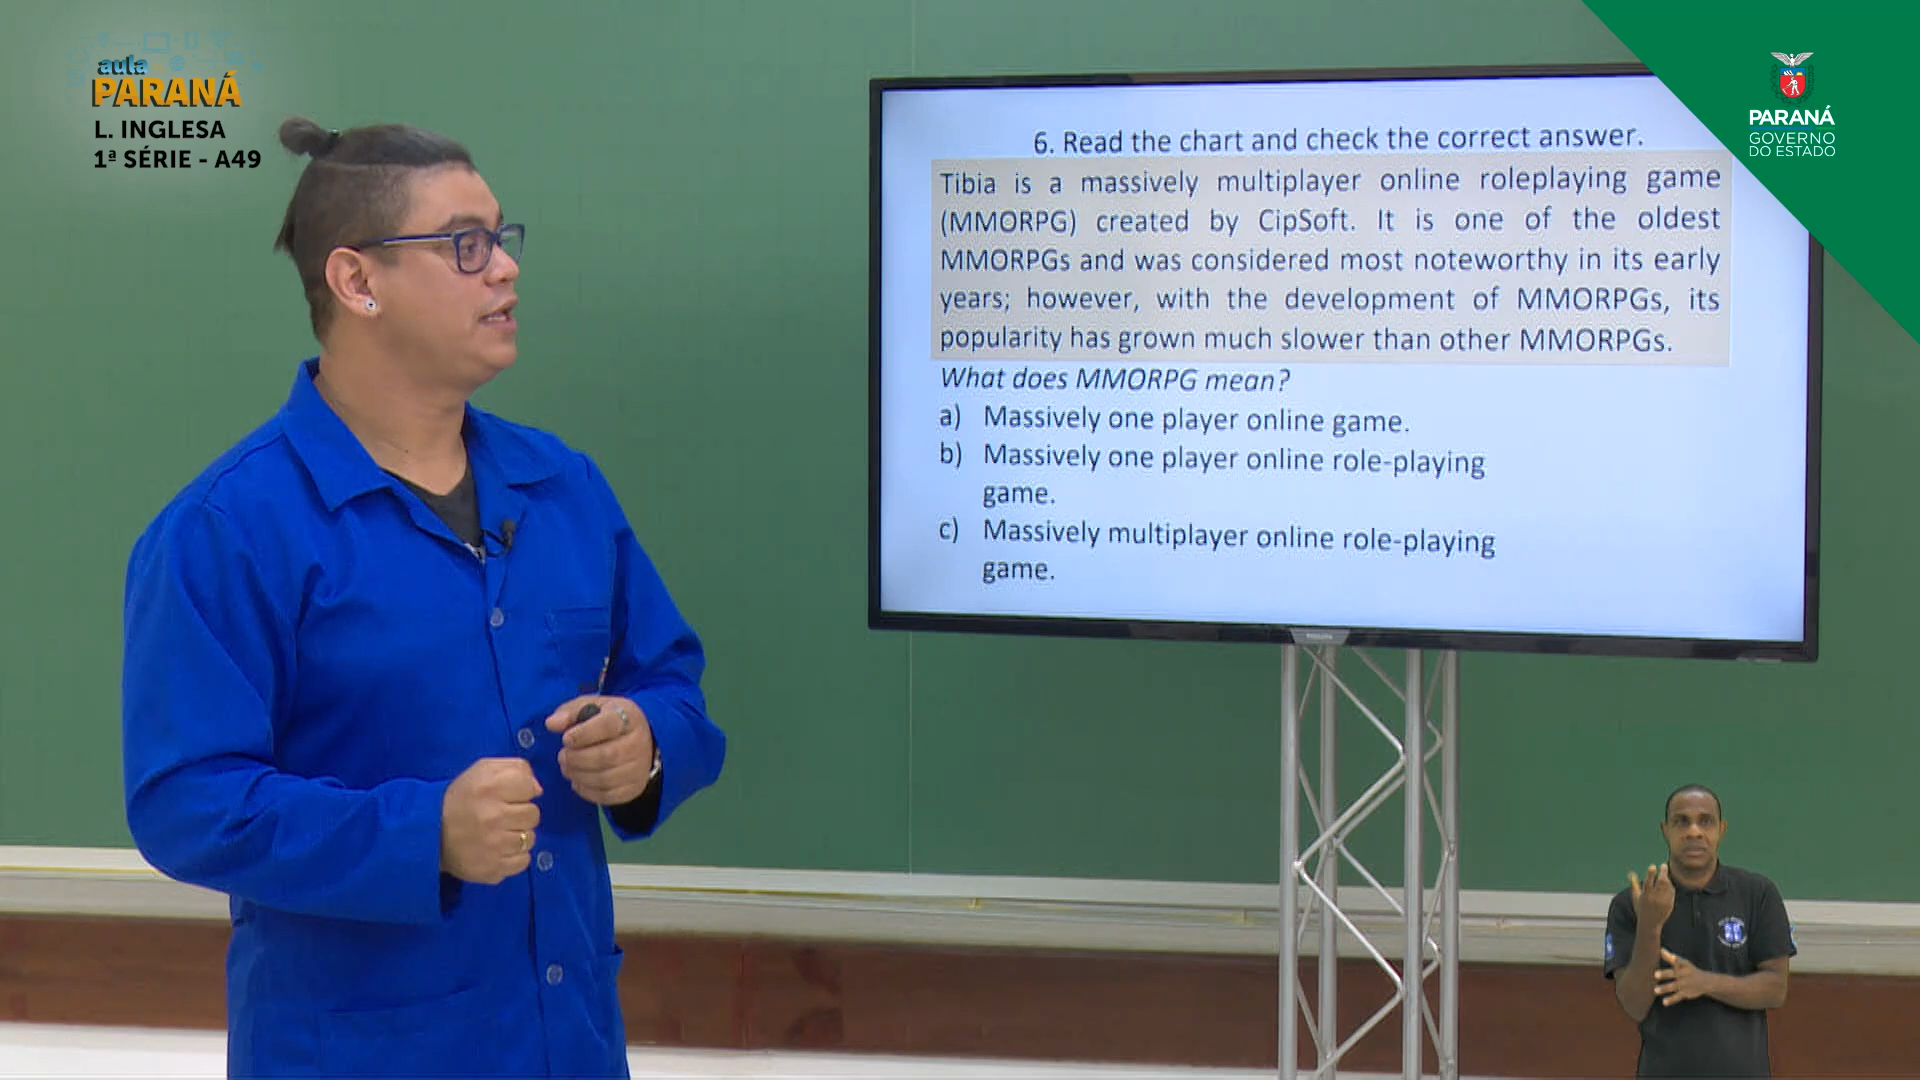 aula
PARANÁ
L. INGLESA
1ª SÉRIE - A49
6. Read the chart and check the correct answer.
Tibia is a massively multiplayer online roleplaying game
(MMORPG) created by CipSoft. It is one of the oldest
MMORPGs and was considered most noteworthy in its early
years; however, with the development of MMORPGs, its
popularity has grown much slower than other MMORPGs.
What does MMORPG mean?
a) Massively one player online game.
b) Massively one player online role-playing
game.
c) Massively multiplayer online role-playing
game.
PARANÁ
GOVERNO
DO ESTADO
PHILIPS